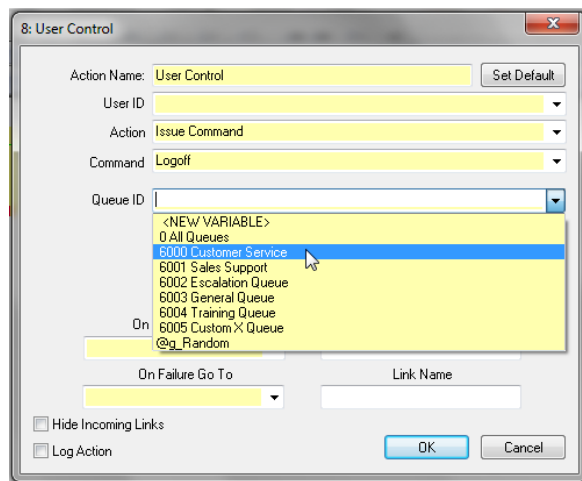 8: User Control
Action Name: User Control Set Default
User ID
Action Issue Command
Command Logoff
Queue ID
<NEW VARIABLE>
0 All Queues
6000 Customer Service
6001 Sales Support
6002 Escalation Queue
6003 General Queue
6004 Training Queue
6005 Custom X Queue
@g_Random
On
On Failure Go To Link Name
Hide Incoming Links
Log Action OK Cancel